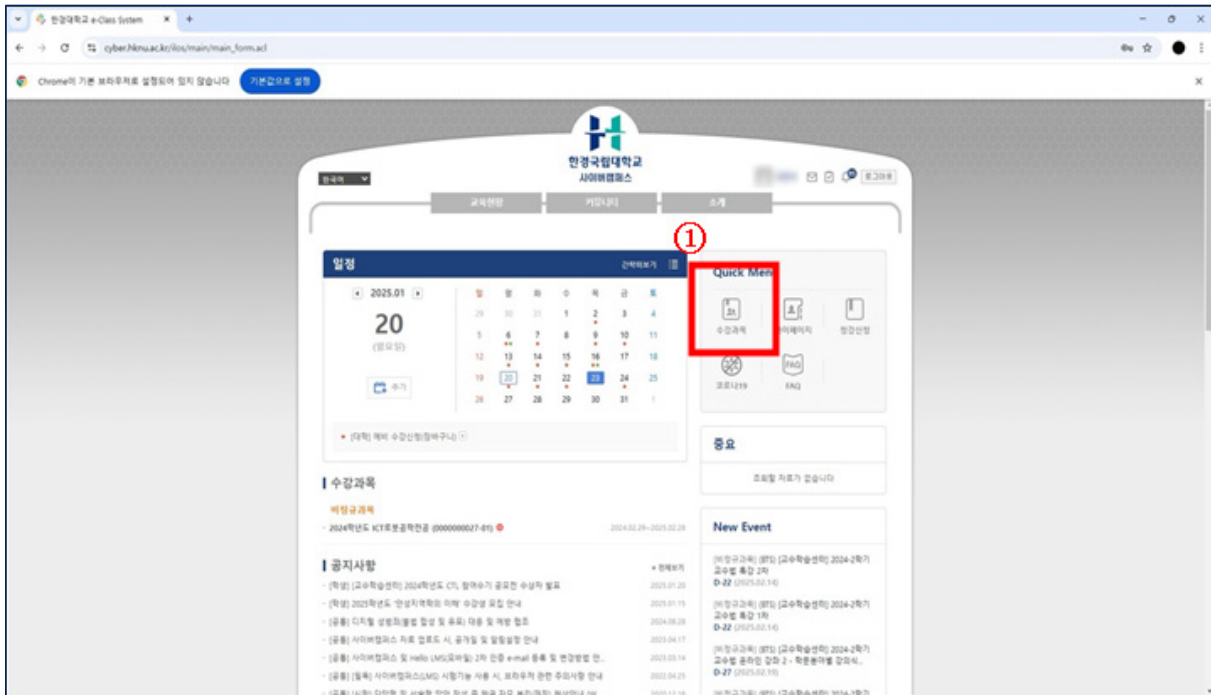 한경대학교 e-Class System
cyber.hknu.ac.kr/ilos/main/main_form.acl
Chrome이 기본 브라우저로 설정되어 있지 않습니다 기본값으로 설정
한경국립대학교
사이버캠퍼스
한국어
로그아웃
교육현황 커뮤니티 소개
①
일정 간략히보기
Quick Men
2025.01
일 월 화 수 목 금 토
29 30 31 1 2 3 4
20
(월요일)
5 6 7 8 9 10 11
12 13 14 15 16 17 18
추가
19 20 21 22 23 24 25
26 27 28 29 30 31 1
수강과목 마이페이지 청강신청
코로나19 FAQ
[대학] 예비 수강신청(장바구니)
중요
조회할 자료가 없습니다
수강과목
비정규과목
2024학년도 ICT로봇공학전공 (0000000027-01) 2024.02.29~2025.02.28
공지사항 + 전체보기
- [학생] [교수학습센터] 2024학년도 CTL 참여수기 공모전 수상자 발표 2025.01.20
- [학생] 2025학년도 '안성지역학의 이해' 수강생 모집 안내 2025.01.15
- [공통] 디지털 성범죄(불법 합성 및 유포) 대응 및 예방 협조 2024.08.28
- [공통] 사이버캠퍼스 자료 업로드 시, 공개일 및 알림설정 안내 2023.04.17
- [공통] 사이버캠퍼스 및 Hello LMS(모바일) 2차 인증 e-mail 등록 및 변경방법 안.. 2023.03.14
- [공통] [필독] 사이버캠퍼스(LMS) 시험기능 사용 시, 브라우저 관련 주의사항 안내 2022.04.25
New Event
[비정규과목] (BTS) [교수학습센터] 2024-2학기
교수법 특강 2차
D-22 (2025.02.14)
[비정규과목] (BTS) [교수학습센터] 2024-2학기
교수법 특강 1차
D-22 (2025.02.14)
[비정규과목] (BTS) [교수학습센터] 2024-2학기
교수법 온라인 강좌 2 - 학문분야별 강의식..
D-27 (2025.02.19)